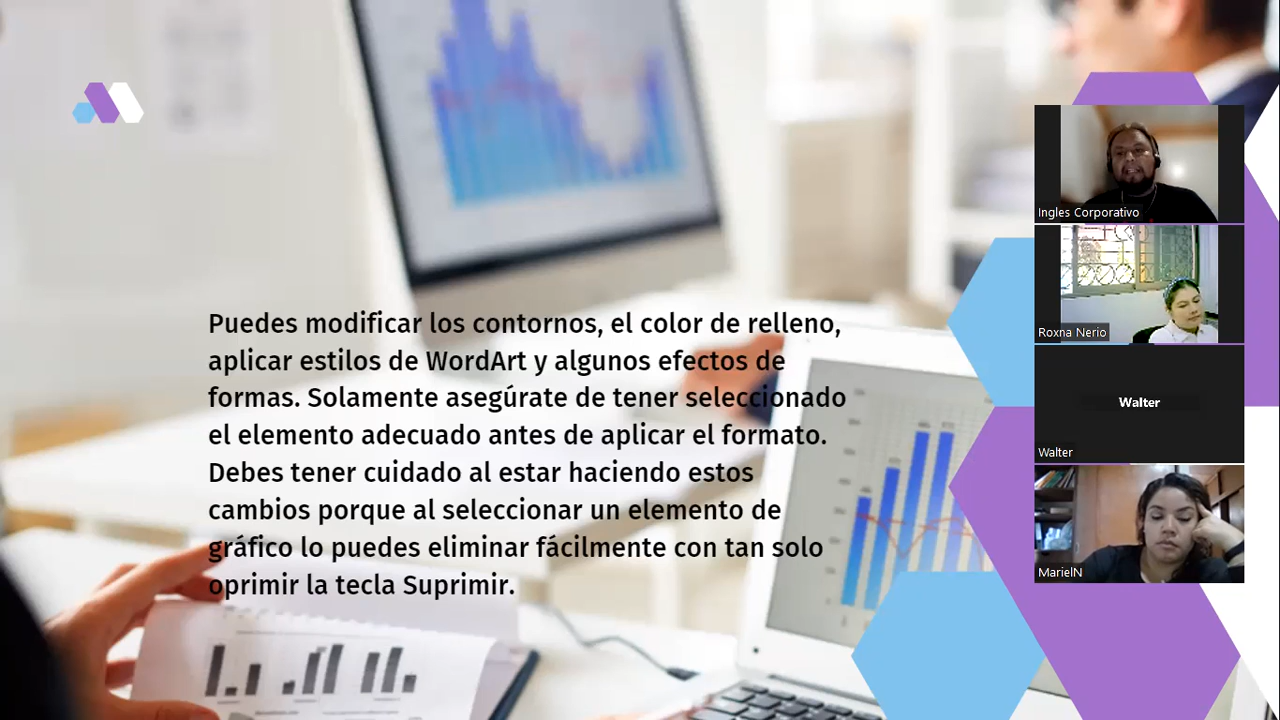 Puedes modificar los contornos, el color de relleno,
aplicar estilos de WordArt y algunos efectos de
formas. Solamente asegúrate de tener seleccionado
el elemento adecuado antes de aplicar el formato.
Debes tener cuidado al estar haciendo estos
cambios porque al seleccionar un elemento de
gráfico lo puedes eliminar fácilmente con tan solo
oprimir la tecla Suprimir.
Ingles Corporativo
Roxna Nerio
Walter
Walter
MarielN